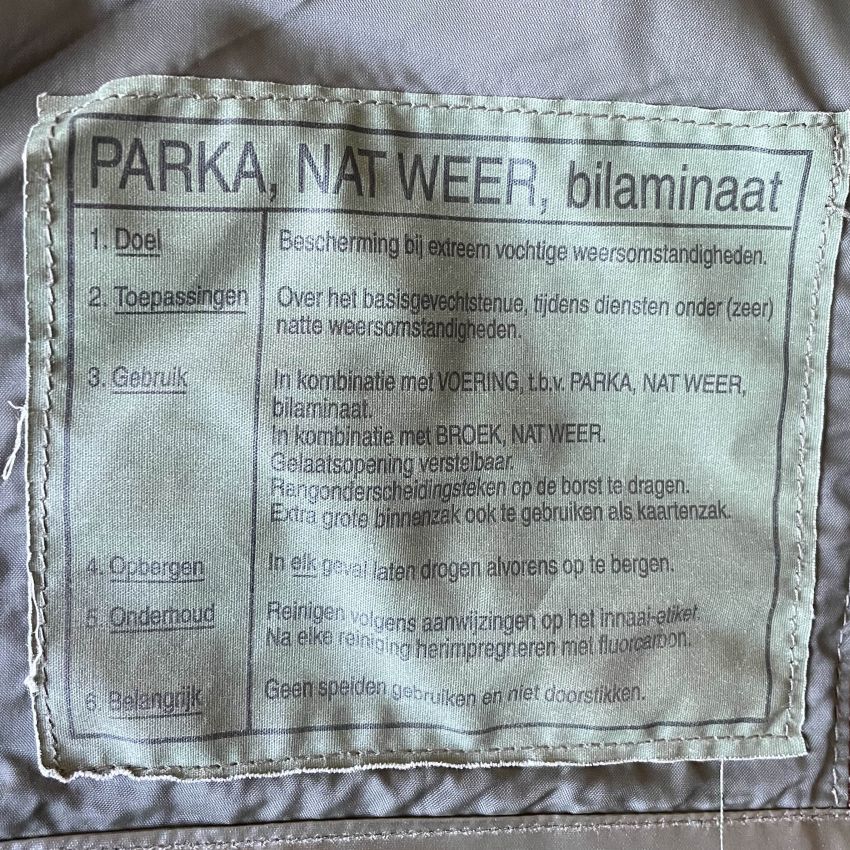 PARKA, NAT WEER, bilaminaat
1. Doel Bescherming bij extreem vochtige weersomstandigheden.
2. Toepassingen Over het basisgevechtstenue, tijdens diensten onder (zeer)
natte weersomstandigheden.
3. Gebruik In kombinatie met VOERING, t.b.v. PARKA, NAT WEER,
bilaminaat.
In kombinatie met BROEK, NAT WEER.
Gelaatsopening verstelbaar.
Rangonderscheidingsteken op de borst te dragen.
Extra grote binnenzak ook te gebruiken als kaartenzak.
4. Opbergen In elk geval laten drogen alvorens op te bergen.
5. Onderhoud Reinigen volgens aanwijzingen op het innaai-etiket.
Na elke reiniging herimpregneren met fluorcarbon.
6. Belangrijk Geen spelden gebruiken en niet doorstikken.